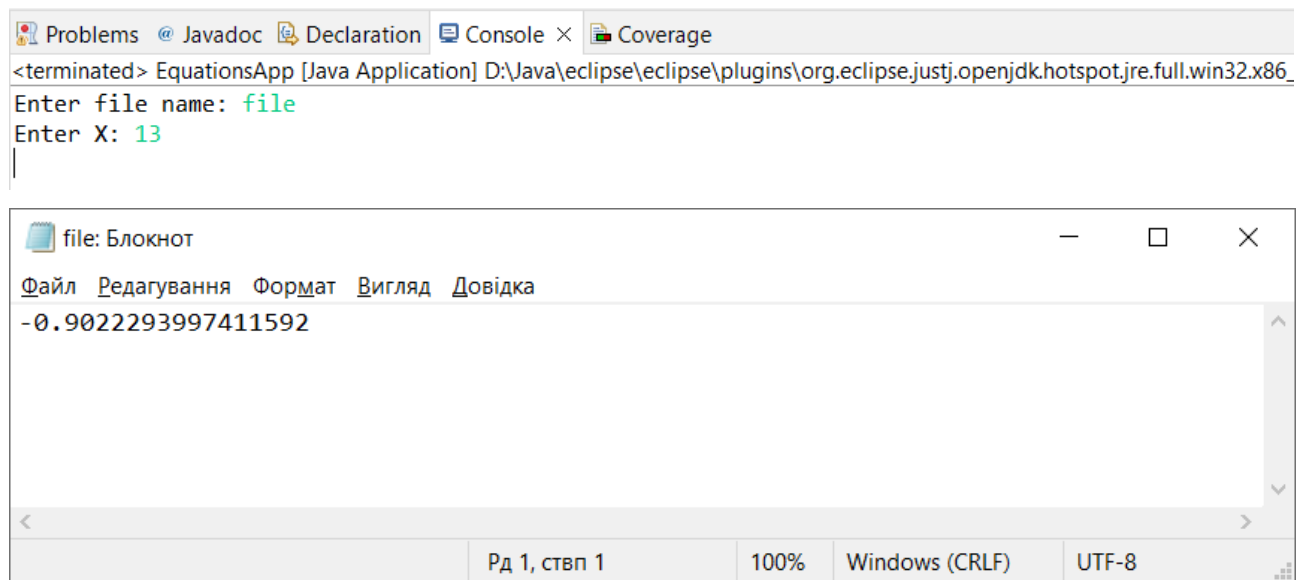 Problems @ Javadoc Declaration Console Coverage
<terminated> EquationsApp [Java Application] D:\Java\eclipse\eclipse\plugins\org.eclipse.justj.openjdk.hotspot.jre.full.win32.x86_
Enter file name: file
Enter X: 13
file: Блокнот
Файл Редагування Формат Вигляд Довідка
-0.9022293997411592
Рд 1, ствп 1 100% Windows (CRLF) UTF-8